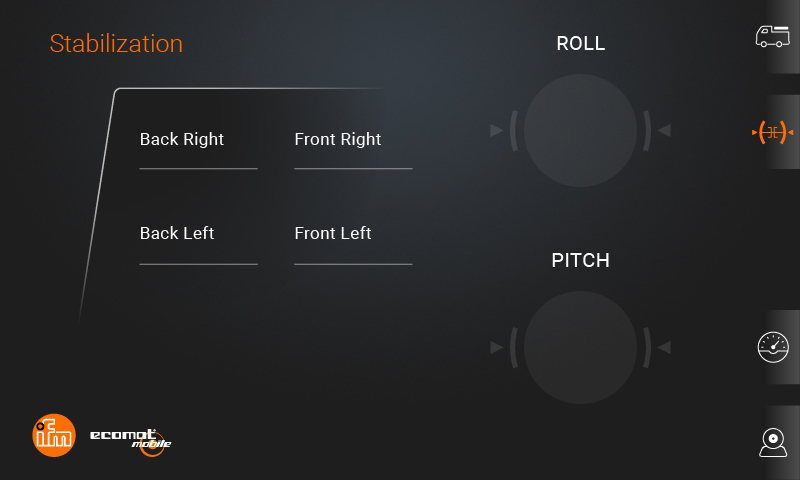 Stabilization
ROLL
Back Right
Front Right
Back Left
Front Left
PITCH
ifm
ecomat
mobile